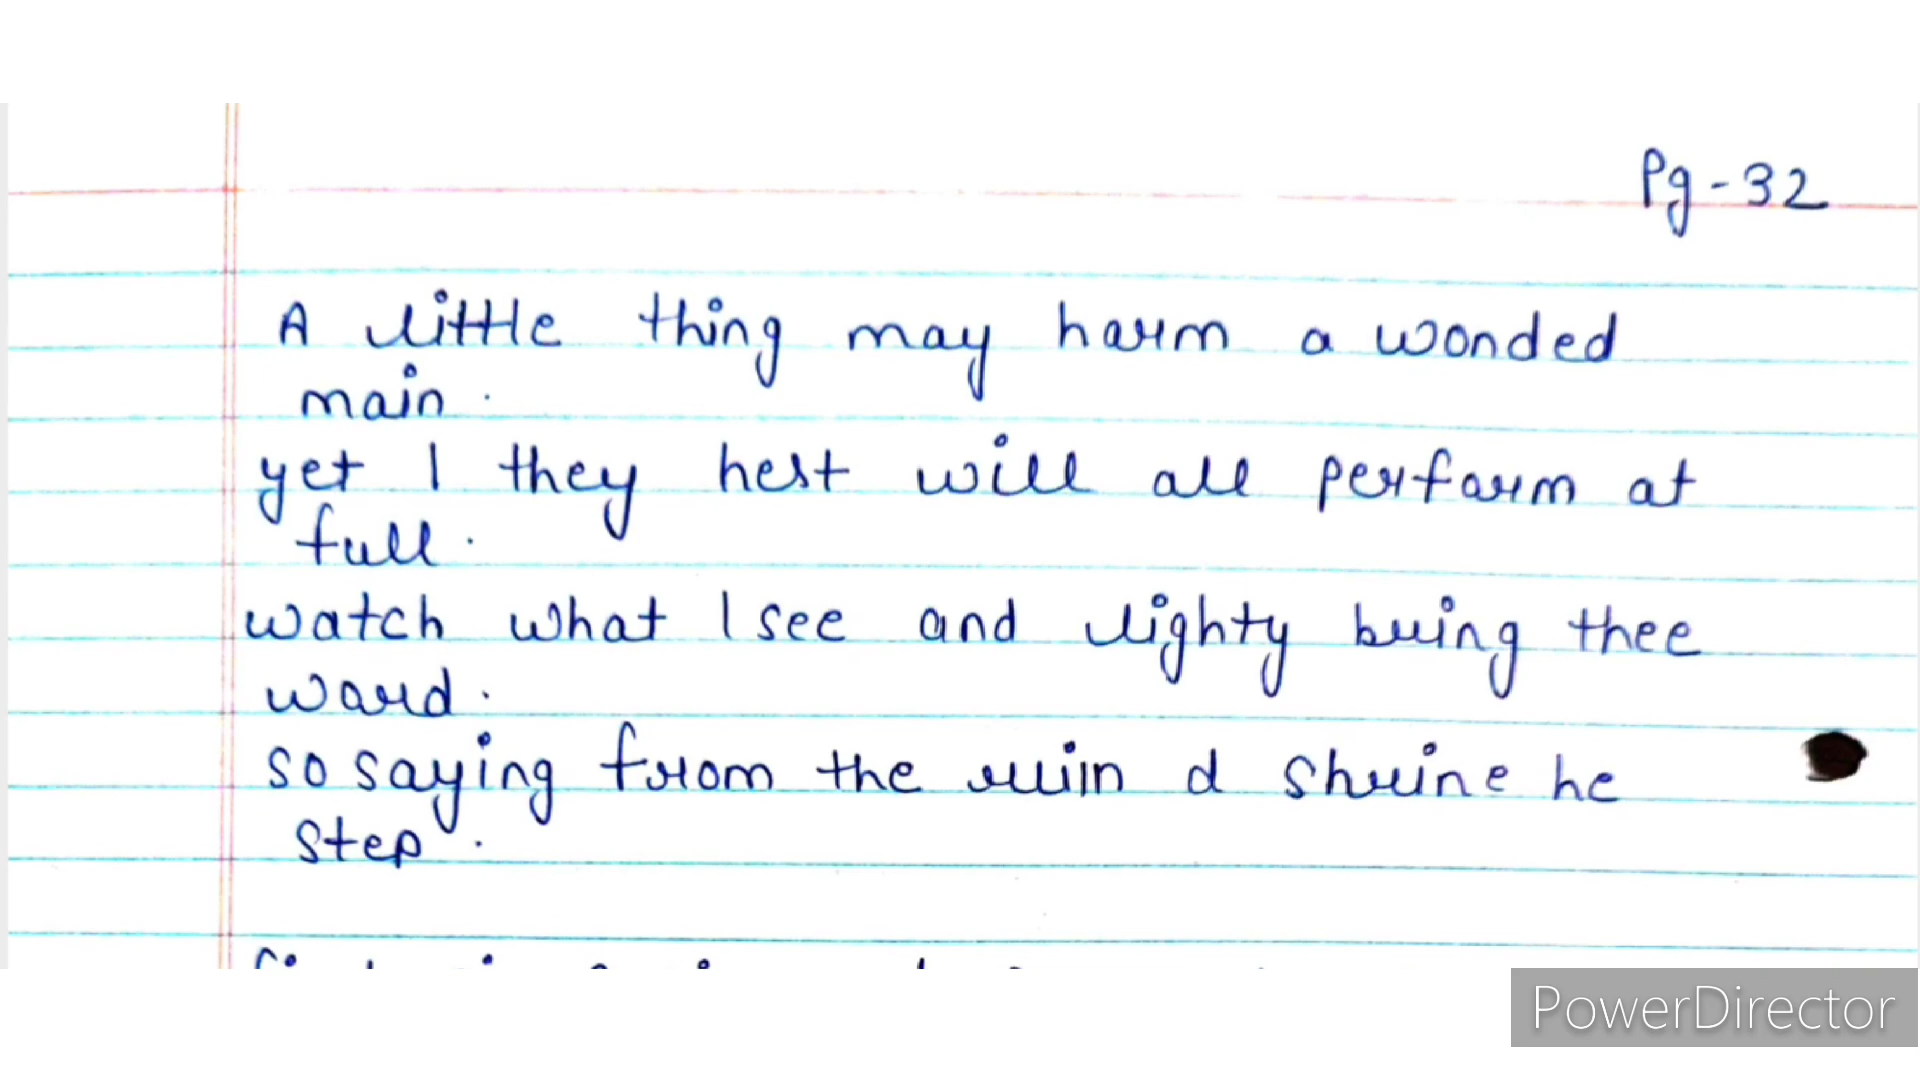 Pg-32
A little thing may harm a wonded
main.
yet I they hest will all perform at
full.
watch what I see and lighty bring thee
ward.
so saying from the ruin d shrine he
step.
PowerDirector